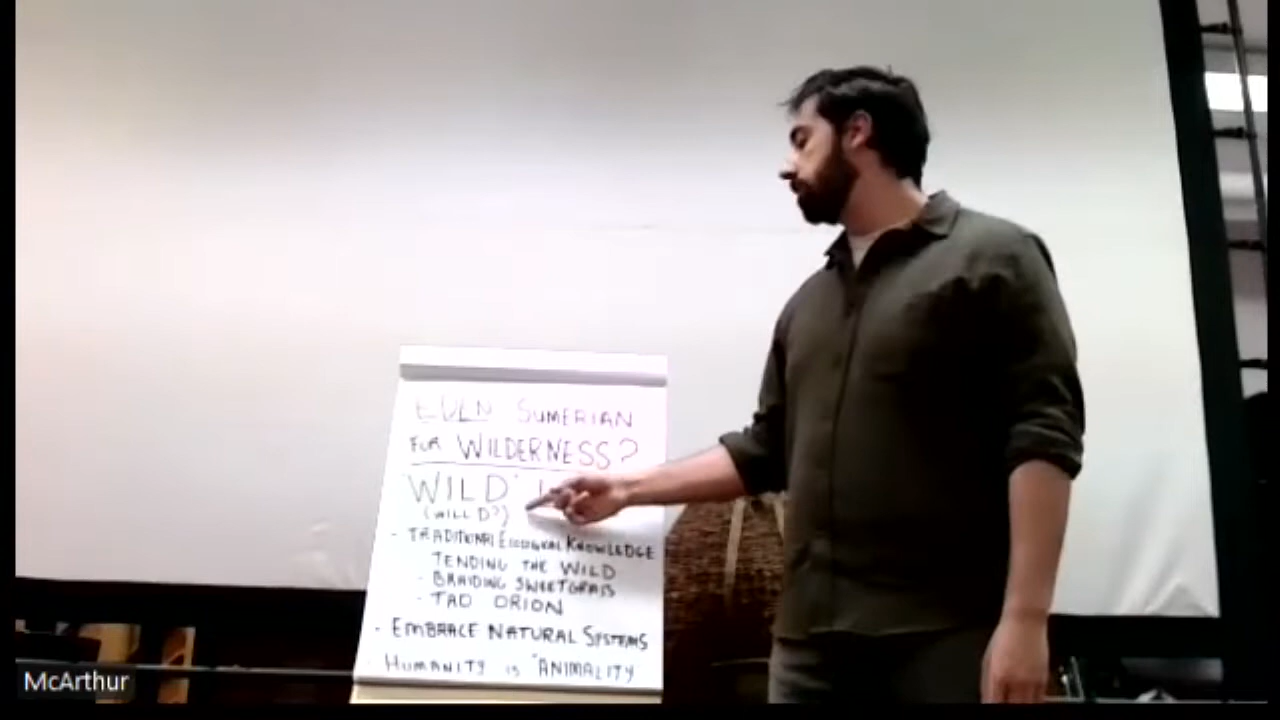 EDEN SUMERIAN
FOR WILDERNESS?
WILD
(WILL'D?)
- TRADITIONAL ECOLOGICAL KNOWLEDGE
TENDING THE WILD
- BRAIDING SWEETGRASS
- TAO ORION
- EMBRACE NATURAL SYSTEMS
- HUMANITY IS "ANIMALITY
McArthur